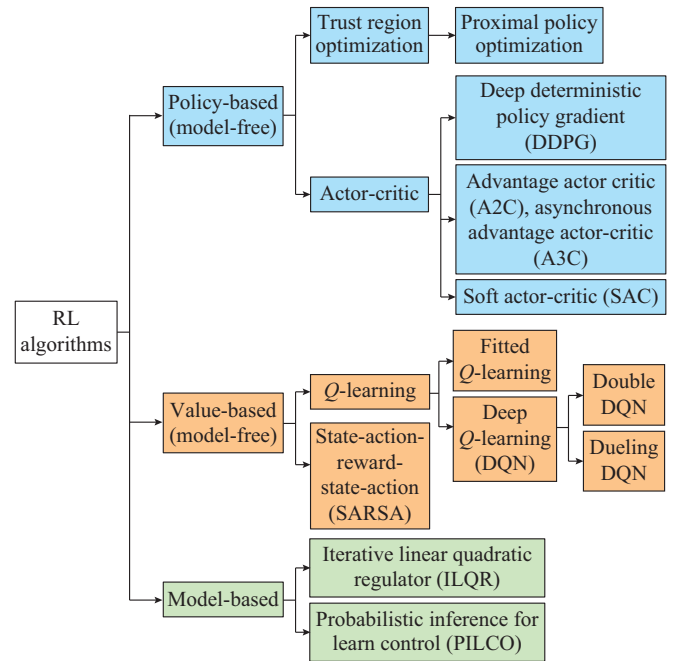 Trust region
optimization
Proximal policy
optimization
Policy-based
(model-free)
Deep deterministic
policy gradient
(DDPG)
Actor-critic
Advantage actor critic
(A2C), asynchronous
advantage actor-critic
(A3C)
Soft actor-critic (SAC)
RL
algorithms
Value-based
(model-free)
Q-learning
Fitted
Q-learning
Deep
Q-learning
(DQN)
Double
DQN
Dueling
DQN
State-action-
reward-
state-action
(SARSA)
Model-based
Iterative linear quadratic
regulator (ILQR)
Probabilistic inference for
learn control (PILCO)